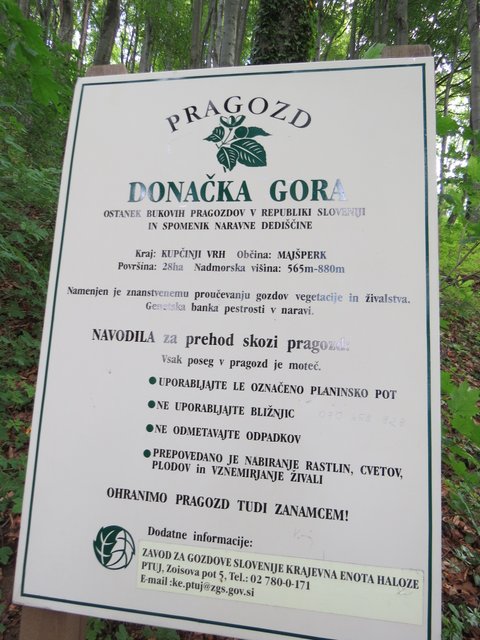 PRAGOZD
DONAČKA GORA
OSTANEK BUKOVIH PRAGOZDOV V REPUBLIKI SLOVENIJI
IN SPOMENIK NARAVNE DEDIŠČINE
Kraj: KUPČINJI VRH Občina: MAJŠPERK
Površina: 28ha Nadmorska višina: 565m-880m
Namenjen je znanstvenemu proučevanju gozdov vegetacije in živalstva.
Genetska banka pestrosti v naravi.
NAVODILA za prehod skozi pragozd:
Vsak poseg v pragozd je moteč.
UPORABLJAJTE LE OZNAČENO PLANINSKO POT
NE UPORABLJAJTE BLIŽNJIC
NE ODMETAVAJTE ODPADKOV
PREPOVEDANO JE NABIRANJE RASTLIN, CVETOV,
PLODOV in VZNEMIRJANJE ŽIVALI
OHRANIMO PRAGOZD TUDI ZANAMCEM!
Dodatne informacije:
ZAVOD ZA GOZDOVE SLOVENIJE KRAJEVNA ENOTA HALOZE
PTUJ, Zoisova pot 5, Tel.: 02 780-0-171
E-mail :ke.ptuj@zgs.gov.si